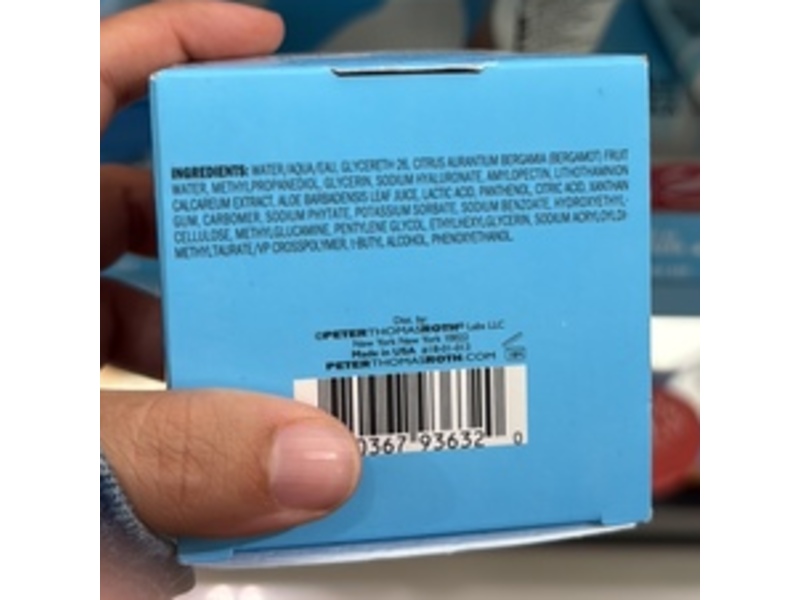 INGREDIENTS: WATER/AQUA/EAU, GLYCERETH-26, CITRUS AURANTIUM BERGAMIA (BERGAMOT) FRUIT
WATER, METHYLPROPANEDIOL, GLYCERIN, SODIUM HYALURONATE, AMYLOPECTIN, LITHOTHAMNION
CALCAREUM EXTRACT, ALOE BARBADENSIS LEAF JUICE, LACTIC ACID, PANTHENOL, CITRIC ACID, XANTHAN
GUM, CARBOMER, SODIUM PHYTATE, POTASSIUM SORBATE, SODIUM BENZOATE, HYDROXYETHYL-
CELLULOSE, METHYLGLUCAMINE, PENTYLENE GLYCOL, ETHYLHEXYLGLYCERIN, SODIUM ACRYLOYLDI
METHYLTAURATE/VP CROSSPOLYMER, t-BUTYL ALCOHOL, PHENOXYETHANOL.
Dist. by
©PETERTHOMASROTH® Labs LLC
New York New York
Made in USA
PETERTHOMASROTH.COM
0367 93632 0